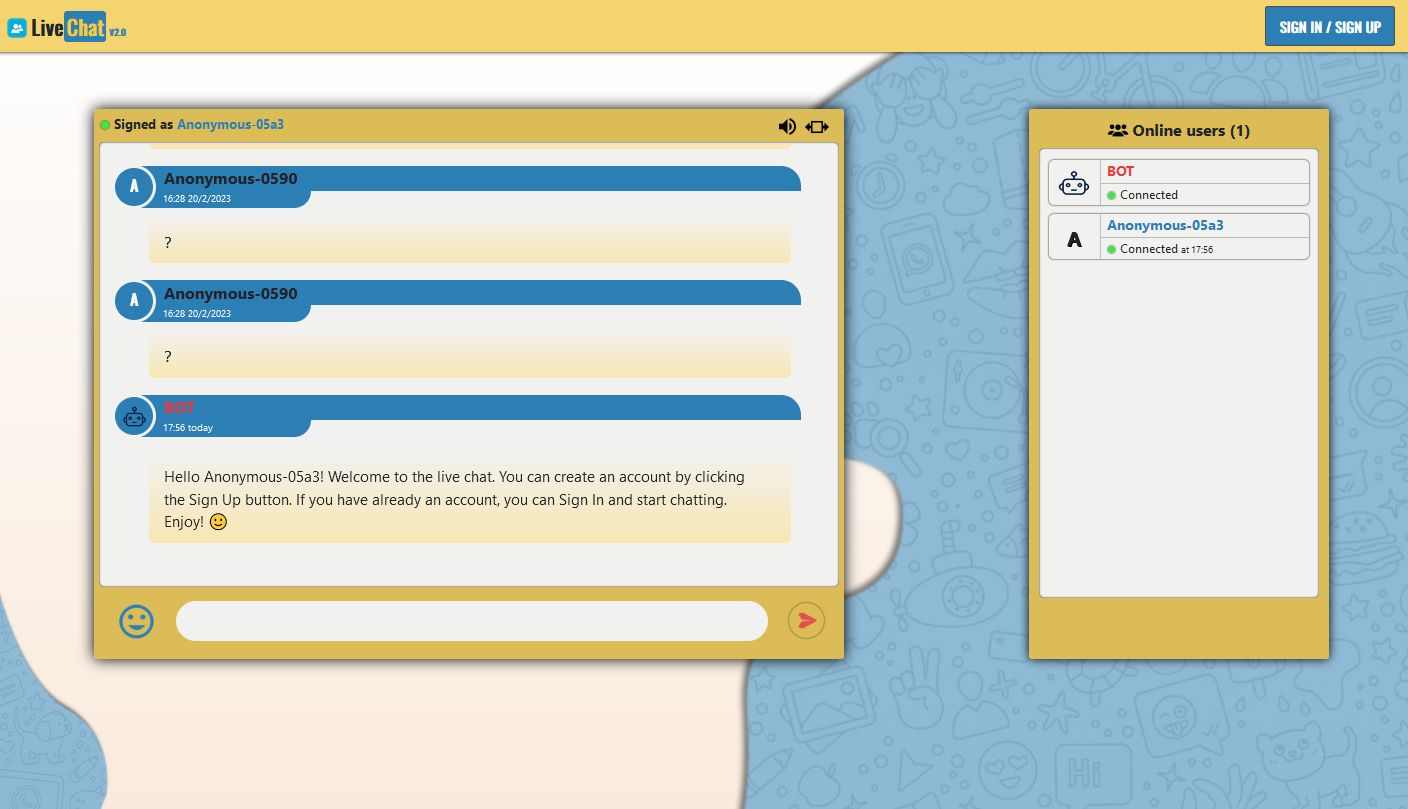 LiveChat V2.0
SIGN IN / SIGN UP
Signed as Anonymous-05a3
A
Anonymous-0590
16:28 20/2/2023
?
A
Anonymous-0590
16:28 20/2/2023
?
BOT
17:56 today
Hello Anonymous-05a3! Welcome to the live chat. You can create an account by clicking
the Sign Up button. If you have already an account, you can Sign In and start chatting.
Enjoy! 🙂
Online users (1)
BOT
Connected
A
Anonymous-05a3
Connected at 17:56
Hi